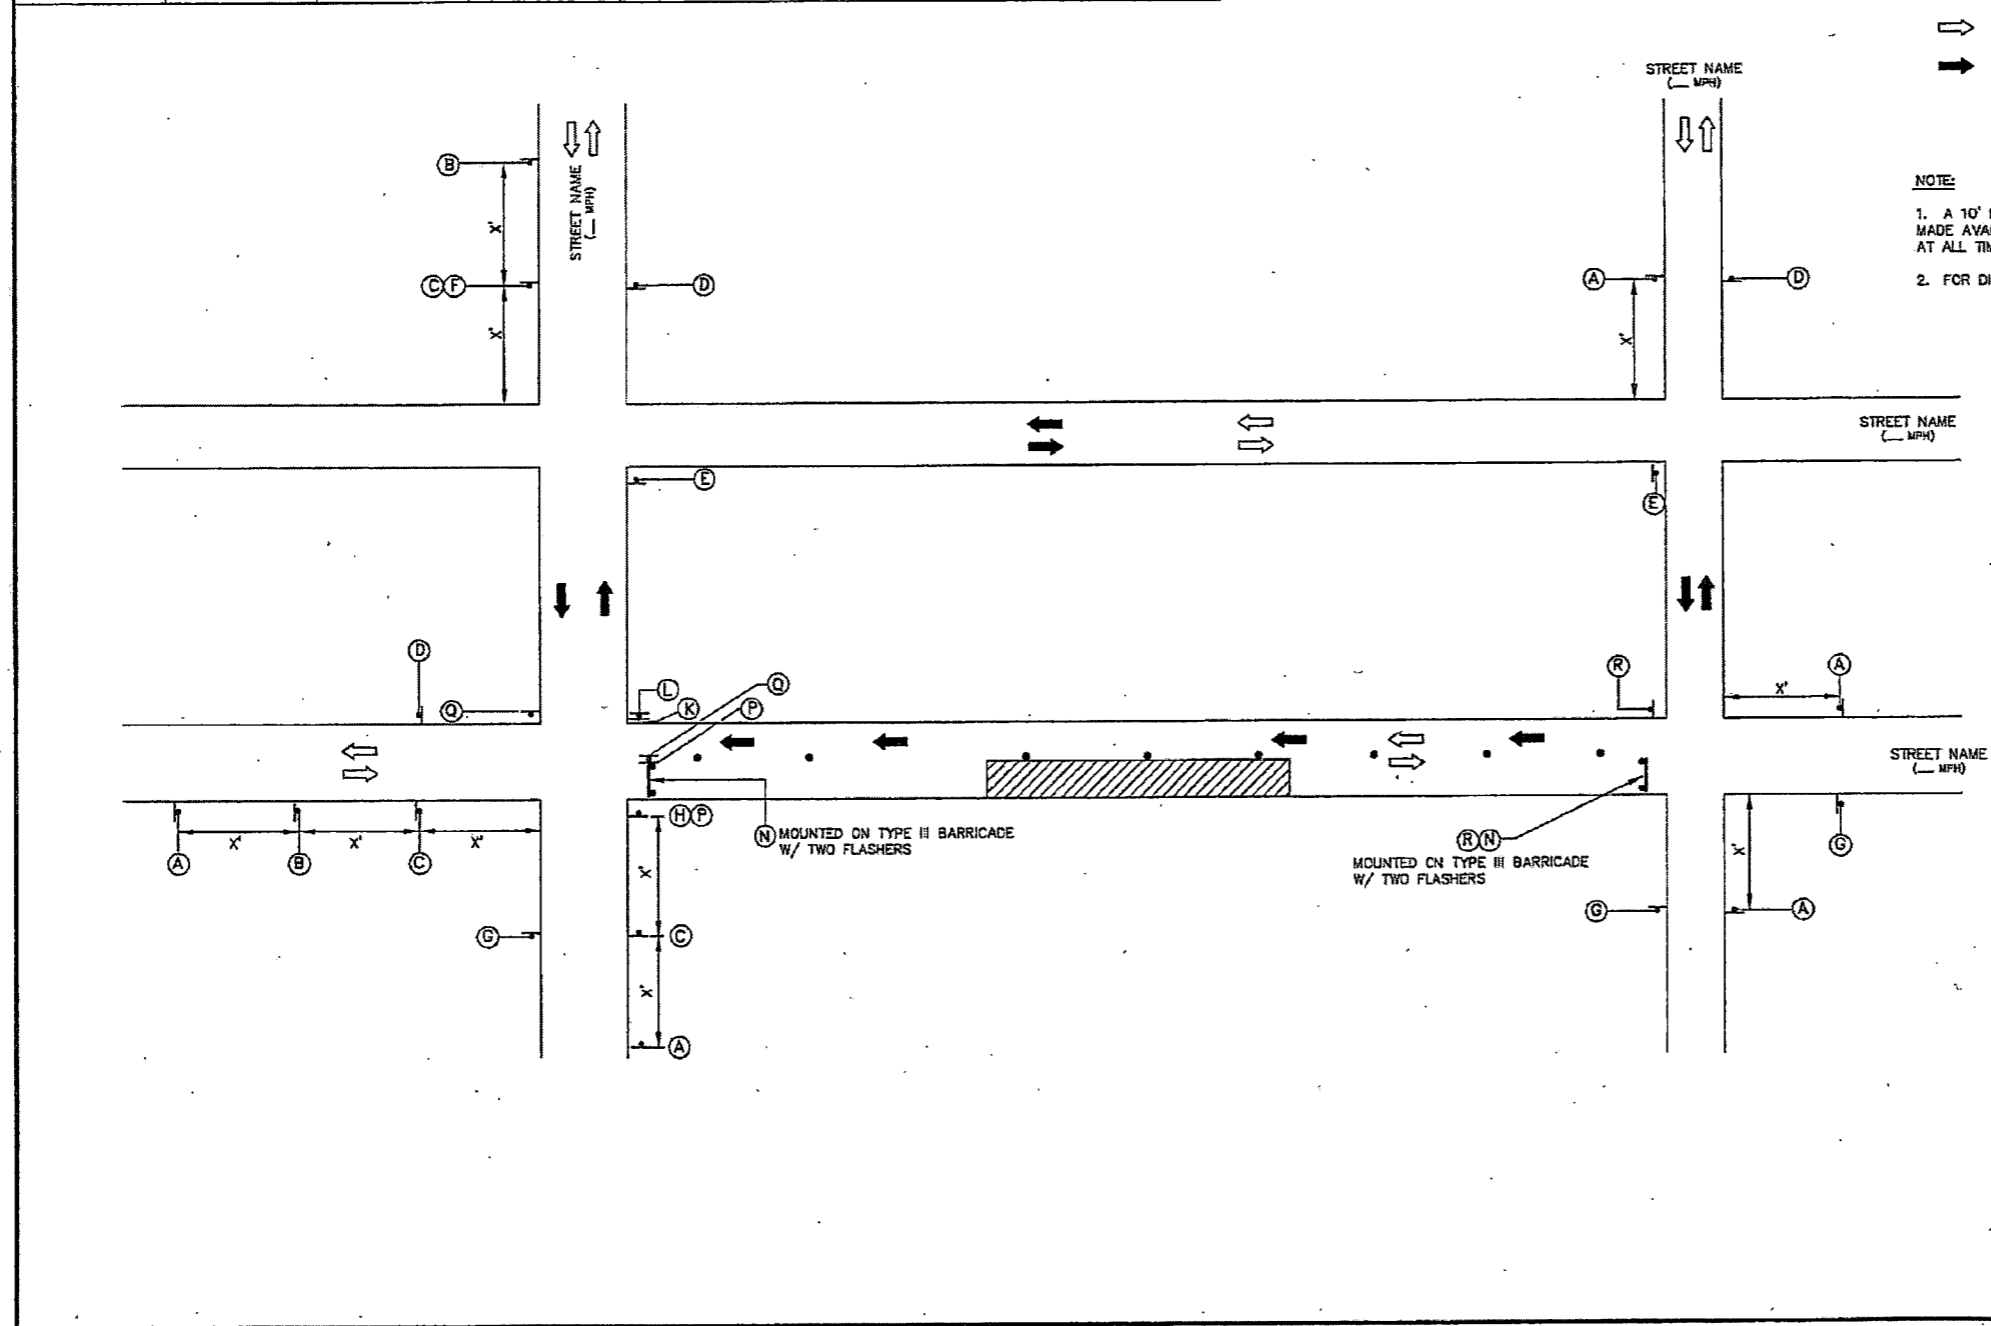 STREET NAME
(__ MPH)
STREET NAME
(__ MPH)
NOTE:
1. A 10'
MADE
AT ALL
2. FOR
B
X'
C F
D
X'
A
D
X'
STREET NAME
(__ MPH)
E
E
D
Q
L
K
Q
P
R
A
X'
STREET NAME
(__ MPH)
X'
X'
X'
A
B
C
H P
N MOUNTED ON TYPE III BARRICADE
W/ TWO FLASHERS
R N
MOUNTED ON TYPE III BARRICADE
W/ TWO FLASHERS
G
X'
X'
G
C
G
A
X'
A